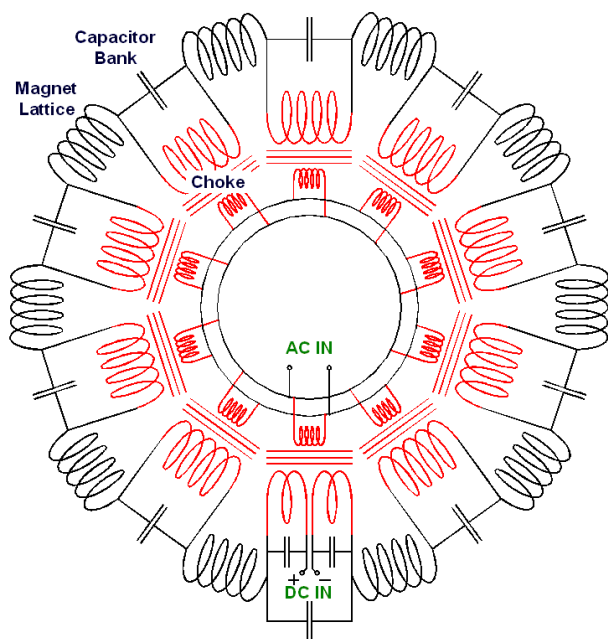 Capacitor
Bank
Magnet
Lattice
Choke
AC IN
+ −
DC IN